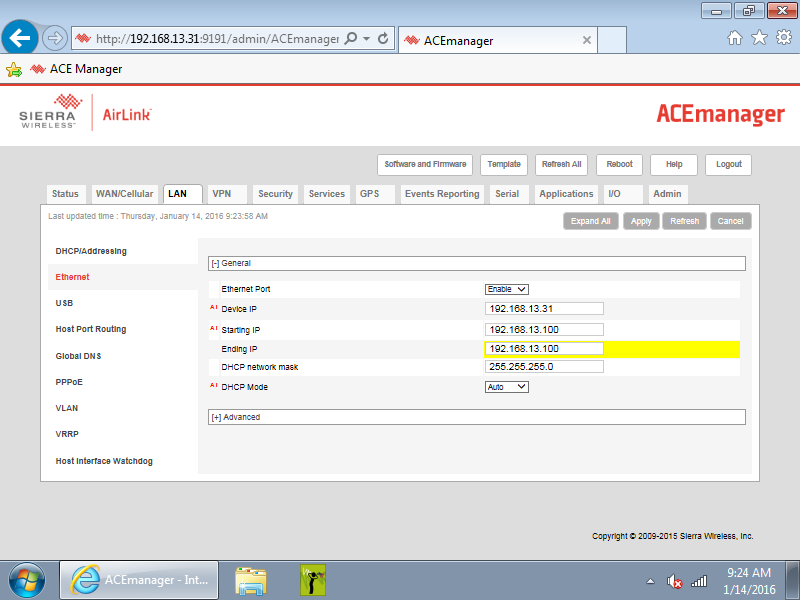 http://192.168.13.31:9191/admin/ACEmanager
ACEmanager
ACE Manager
SIERRA WIRELESS
AirLink
ACEmanager
Software and Firmware Template Refresh All Reboot Help Logout
Status WAN/Cellular LAN VPN Security Services GPS Events Reporting Serial Applications I/O Admin
Last updated time : Thursday, January 14, 2016 9:23:58 AM
Expand All Apply Refresh Cancel
DHCP/Addressing
Ethernet
USB
Host Port Routing
Global DNS
PPPoE
VLAN
VRRP
Host Interface Watchdog
[-] General
Ethernet Port Enable
AI Device IP 192.168.13.31
AI Starting IP 192.168.13.100
Ending IP 192.168.13.100
DHCP network mask 255.255.255.0
AI DHCP Mode Auto
[+] Advanced
Copyright © 2009-2015 Sierra Wireless, Inc.
ACEmanager - Int...
9:24 AM
1/14/2016